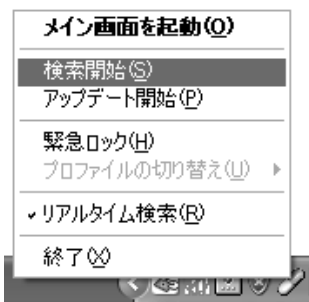 メイン画面を起動(O)
検索開始(S)
アップデート開始(P)
緊急ロック(H)
プロファイルの切り替え(U)
リアルタイム検索(R)
終了(X)